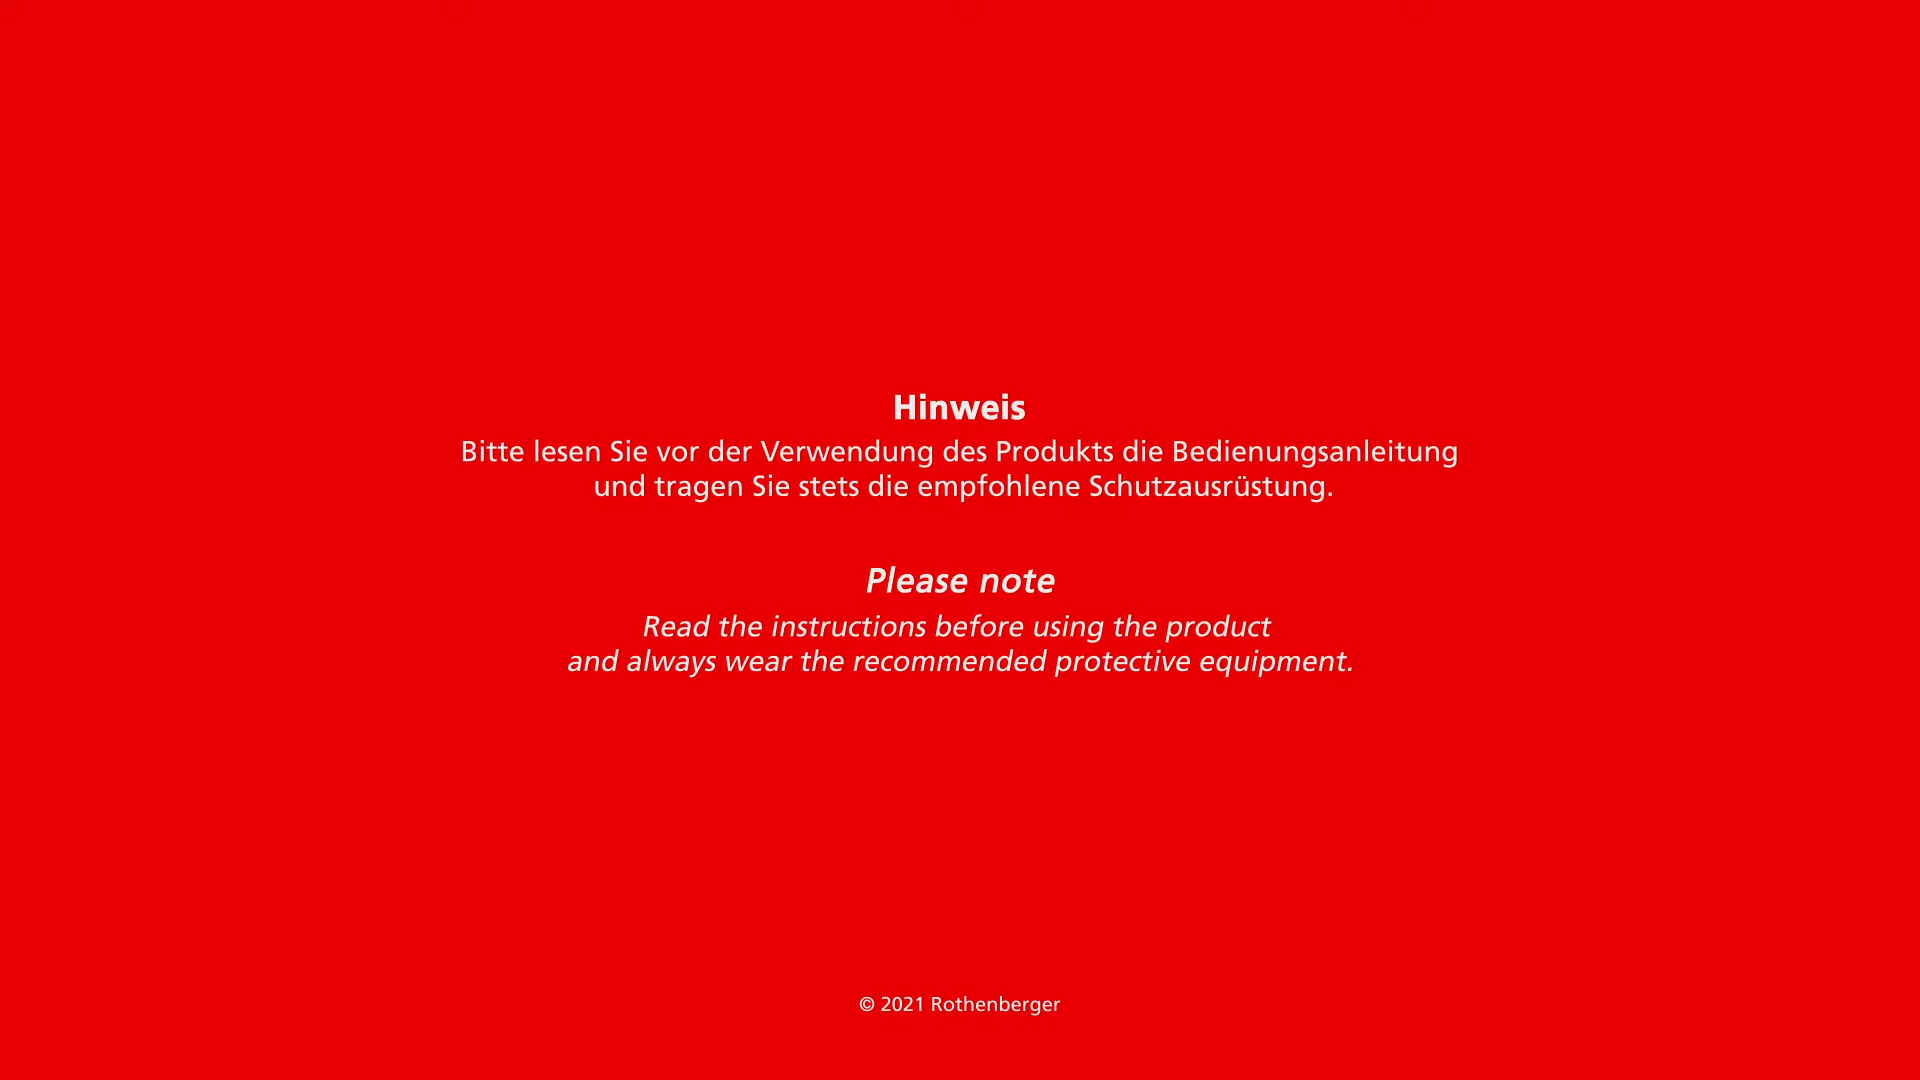 Hinweis
Bitte lesen Sie vor der Verwendung des Produkts die Bedienungsanleitung
und tragen Sie stets die empfohlene Schutzausrüstung.
Please note
Read the instructions before using the product
and always wear the recommended protective equipment.
© 2021 Rothenberger